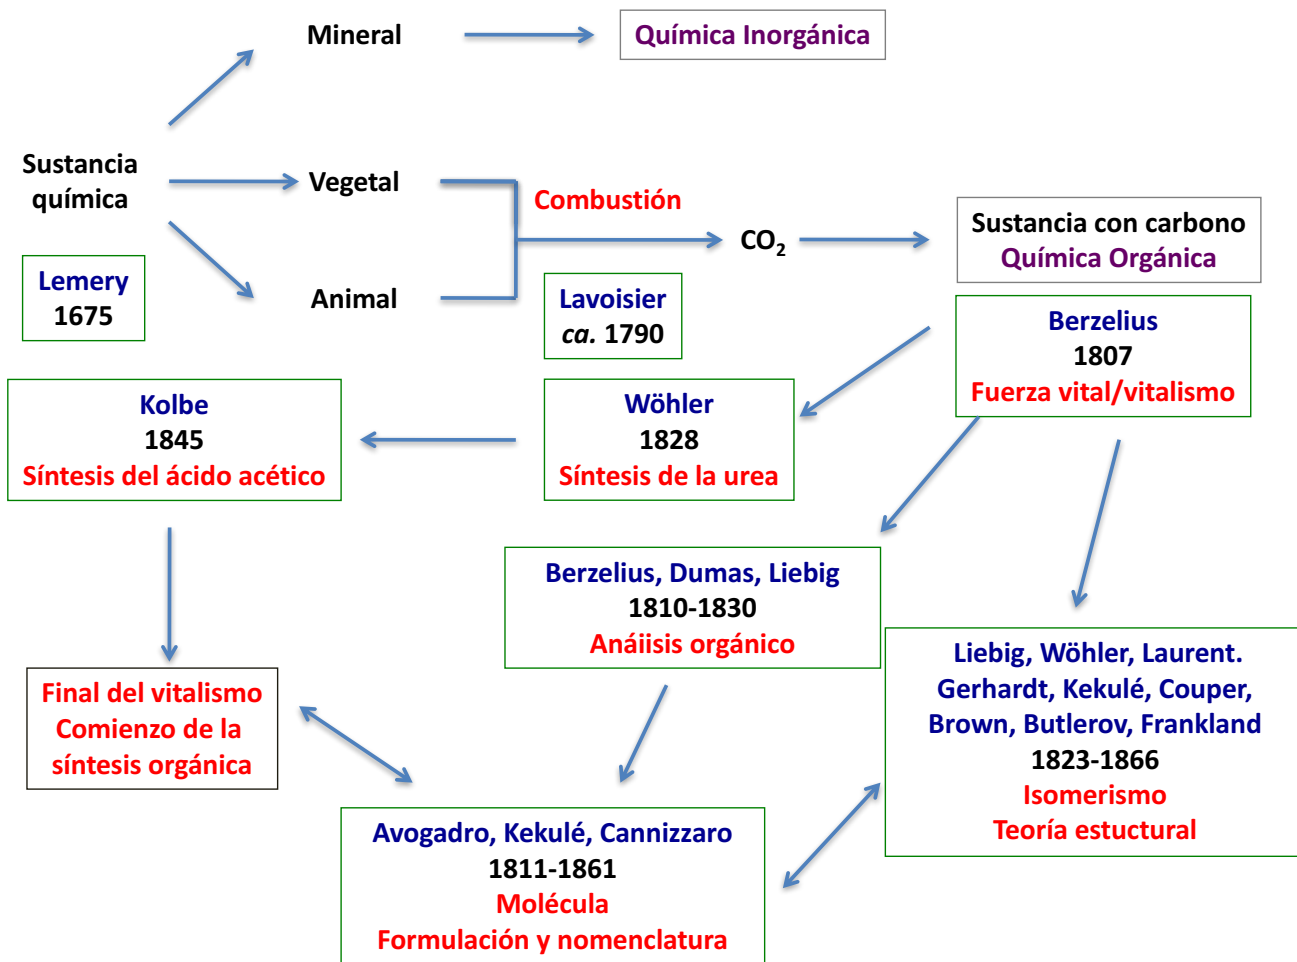 Mineral
Química Inorgánica
Sustancia
química
Vegetal
Combustión
CO₂
Sustancia con carbono
Química Orgánica
Lemery
1675
Animal
Lavoisier
ca. 1790
Berzelius
1807
Fuerza vital/vitalismo
Kolbe
1845
Síntesis del ácido acético
Wöhler
1828
Síntesis de la urea
Berzelius, Dumas, Liebig
1810-1830
Anáiisis orgánico
Liebig, Wöhler, Laurent.
Gerhardt, Kekulé, Couper,
Brown, Butlerov, Frankland
1823-1866
Isomerismo
Teoría estuctural
Final del vitalismo
Comienzo de la
síntesis orgánica
Avogadro, Kekulé, Cannizzaro
1811-1861
Molécula
Formulación y nomenclatura